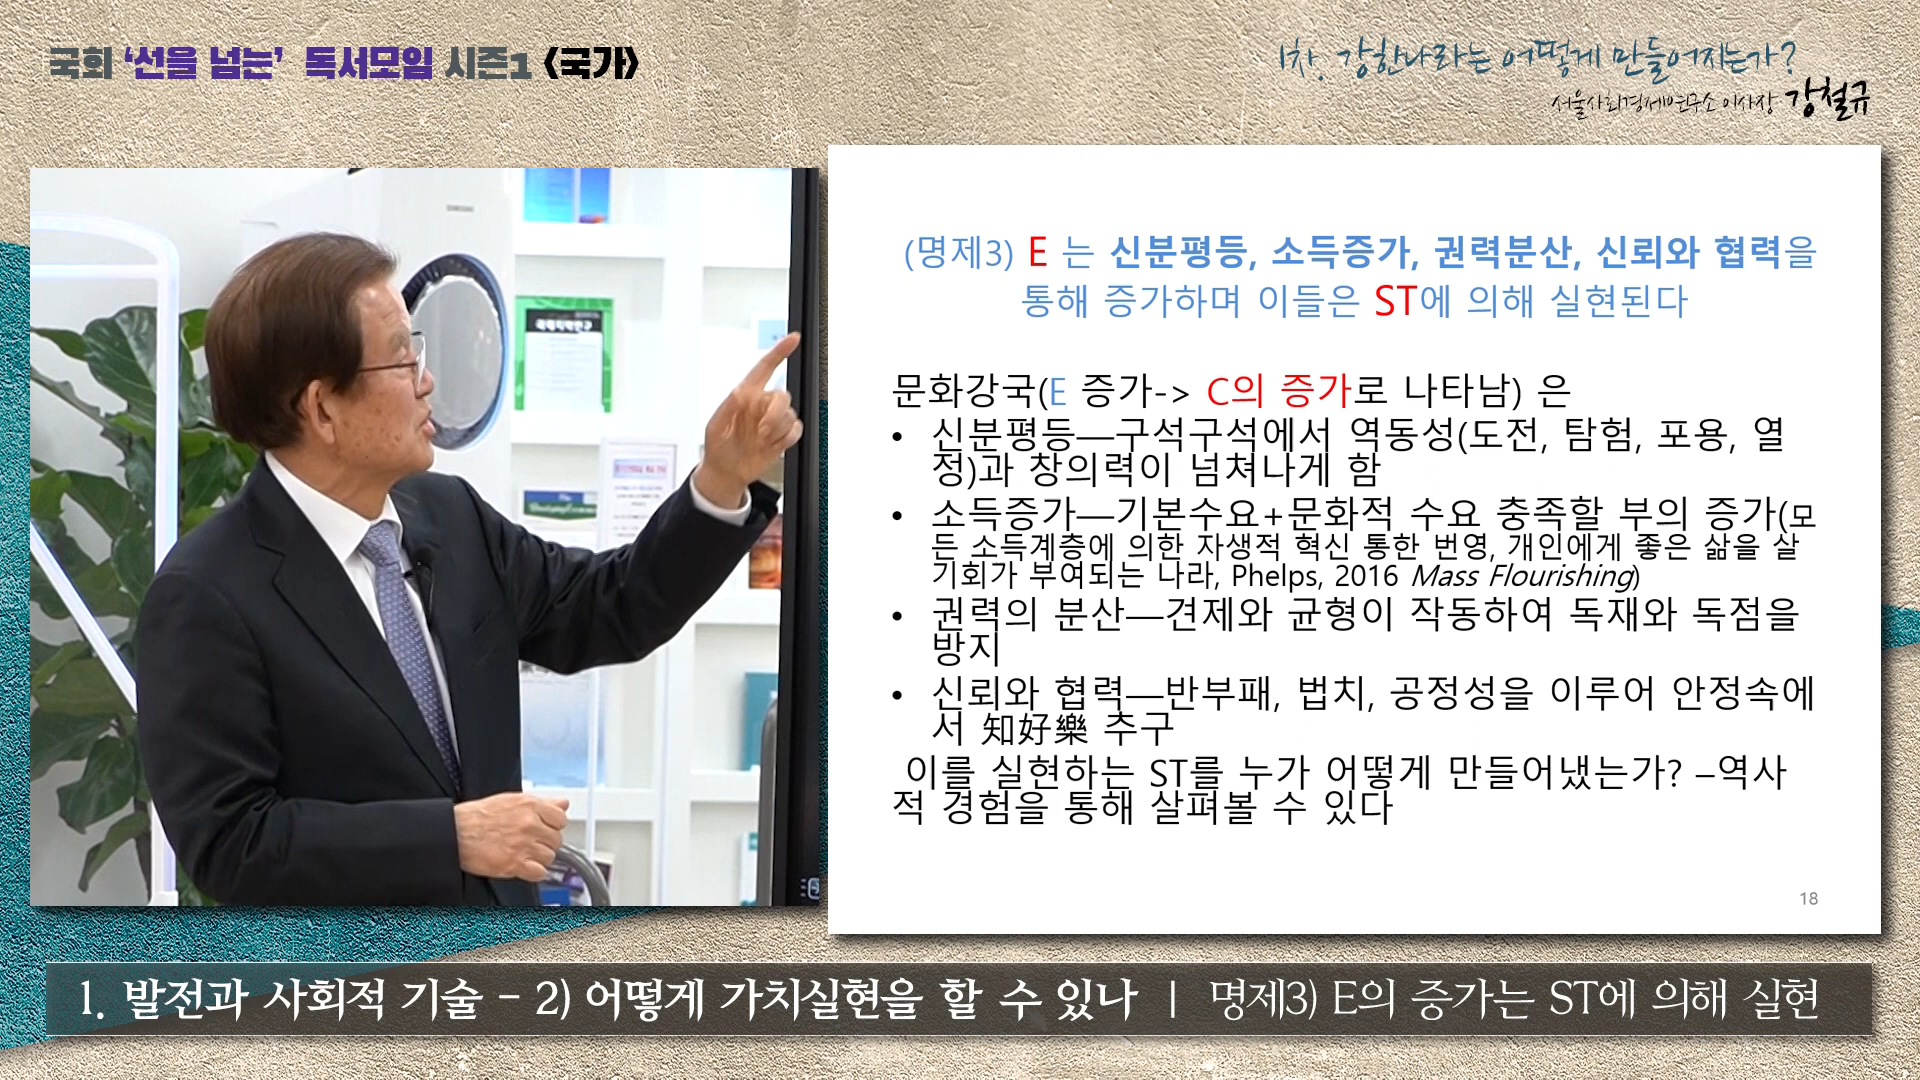 국회 ‘선을 넘는’ 독서모임 시즌1 〈국가〉
1차. 강한나라는 어떻게 만들어지는가?
서울사회경제연구소 이사장 강철규
(명제3) E 는 신분평등, 소득증가, 권력분산, 신뢰와 협력을
통해 증가하며 이들은 ST에 의해 실현된다
문화강국(E 증가-> C의 증가로 나타남) 은
• 신분평등—구석구석에서 역동성(도전, 탐험, 포용, 열
정)과 창의력이 넘쳐나게 함
• 소득증가—기본수요+문화적 수요 충족할 부의 증가(모
든 소득계층에 의한 자생적 혁신 통한 번영, 개인에게 좋은 삶을 살
기회가 부여되는 나라, Phelps, 2016 Mass Flourishing)
• 권력의 분산—견제와 균형이 작동하여 독재와 독점을
방지
• 신뢰와 협력—반부패, 법치, 공정성을 이루어 안정속에
서 知好樂 추구
이를 실현하는 ST를 누가 어떻게 만들어냈는가? –역사
적 경험을 통해 살펴볼 수 있다
18
1. 발전과 사회적 기술 - 2) 어떻게 가치실현을 할 수 있나 | 명제3) E의 증가는 ST에 의해 실현